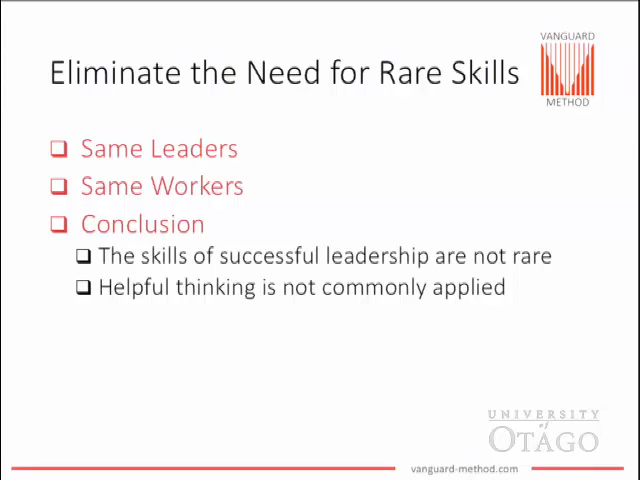 VANGUARD
METHOD
Eliminate the Need for Rare Skills
Same Leaders
Same Workers
Conclusion
The skills of successful leadership are not rare
Helpful thinking is not commonly applied
UNIVERSITY
of
OTAGO
vanguard-method.com